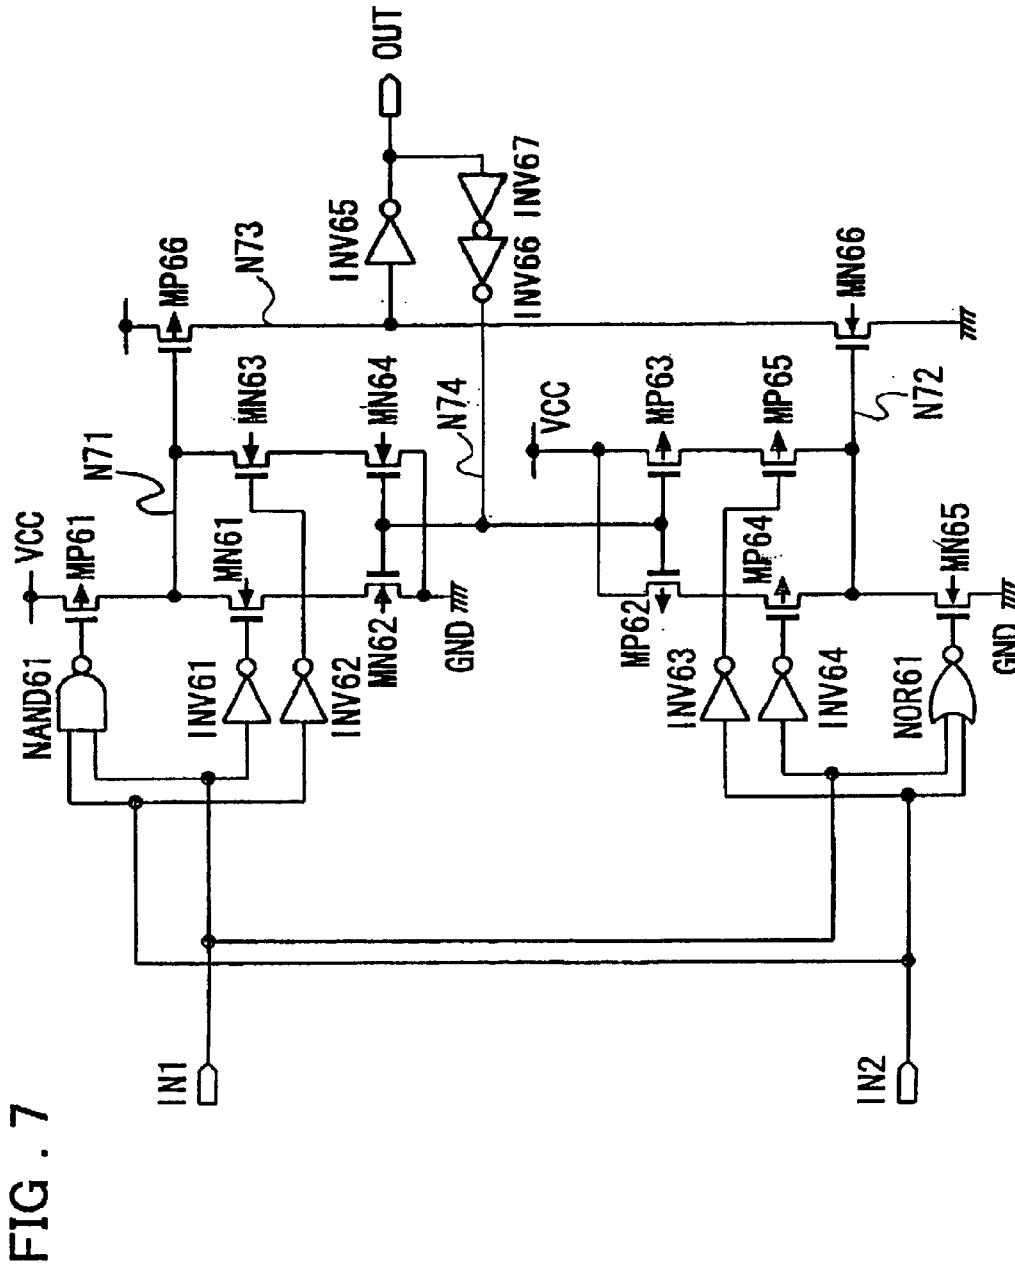 FIG . 7
IN1
IN2
NAND61
INV61
INV62
VCC
MP61
N71
MN61
MN62
GND
MN63
MN64
MP66
N73
INV65
OUT
INV67
INV66
N74
VCC
MP62
MP63
INV63
MP64
MP65
INV64
NOR61
MN65
GND
N72
MN66